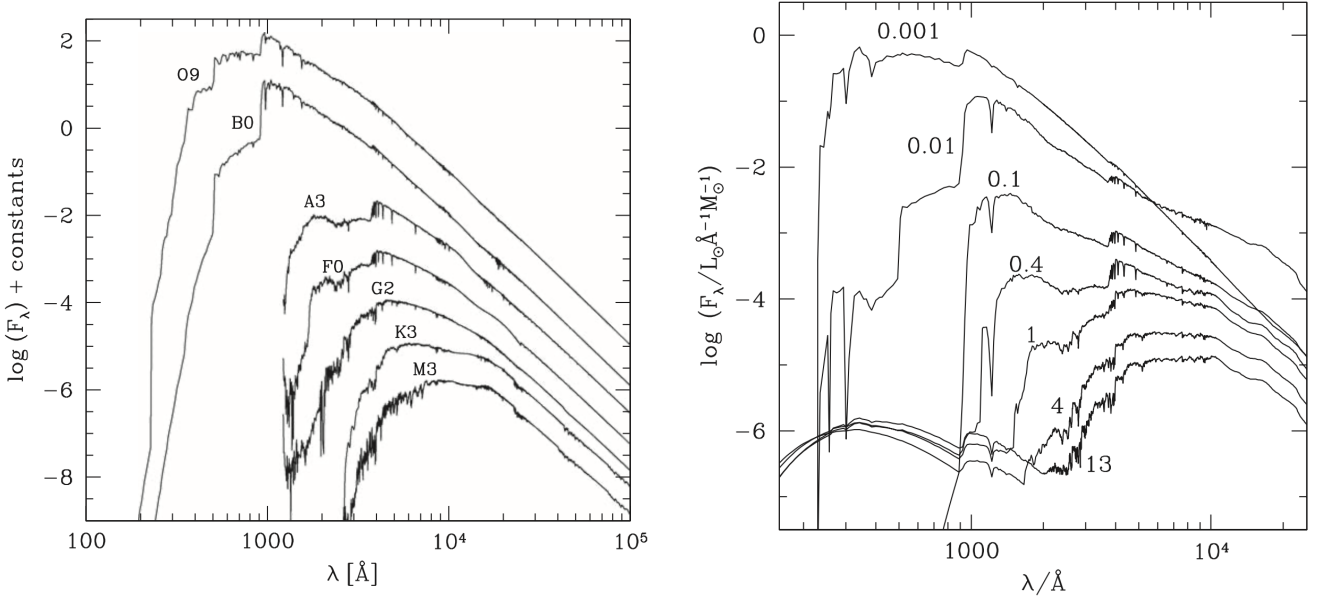 2
0
−2
−4
−6
−8
log (F_λ) + constants
O9
B0
A3
F0
G2
K3
M3
100
1000
10⁴
10⁵
λ [Å]
0
−2
−4
−6
log (F_λ/L_⊙Å⁻¹M_⊙⁻¹)
0.001
0.01
0.1
0.4
1
4
13
1000
10⁴
λ/Å